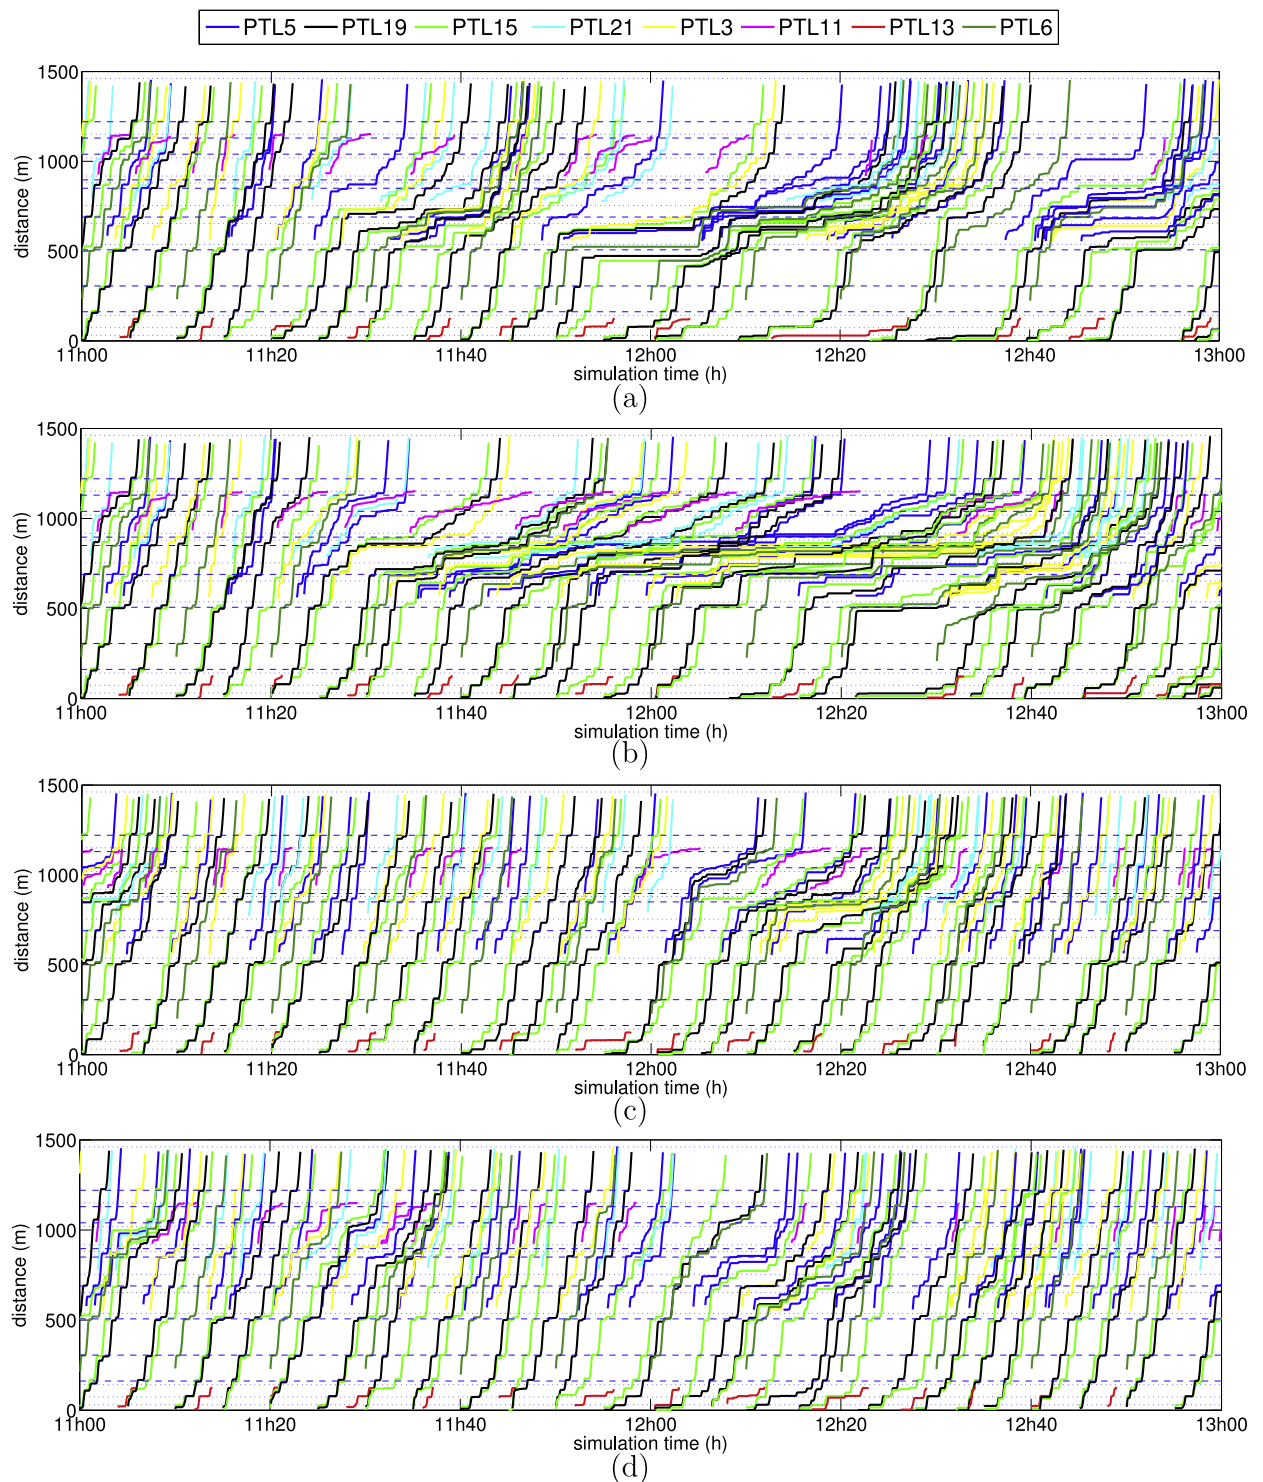 PTL5 PTL19 PTL15 PTL21 PTL3 PTL11 PTL13 PTL6
1500
1000
500
0
distance (m)
11h00 11h20 11h40 12h00 12h20 12h40 13h00
simulation time (h)
(a)
1500
1000
500
0
distance (m)
11h00 11h20 11h40 12h00 12h20 12h40 13h00
simulation time (h)
(b)
1500
1000
500
0
distance (m)
11h00 11h20 11h40 12h00 12h20 12h40 13h00
simulation time (h)
(c)
1500
1000
500
0
distance (m)
11h00 11h20 11h40 12h00 12h20 12h40 13h00
simulation time (h)
(d)